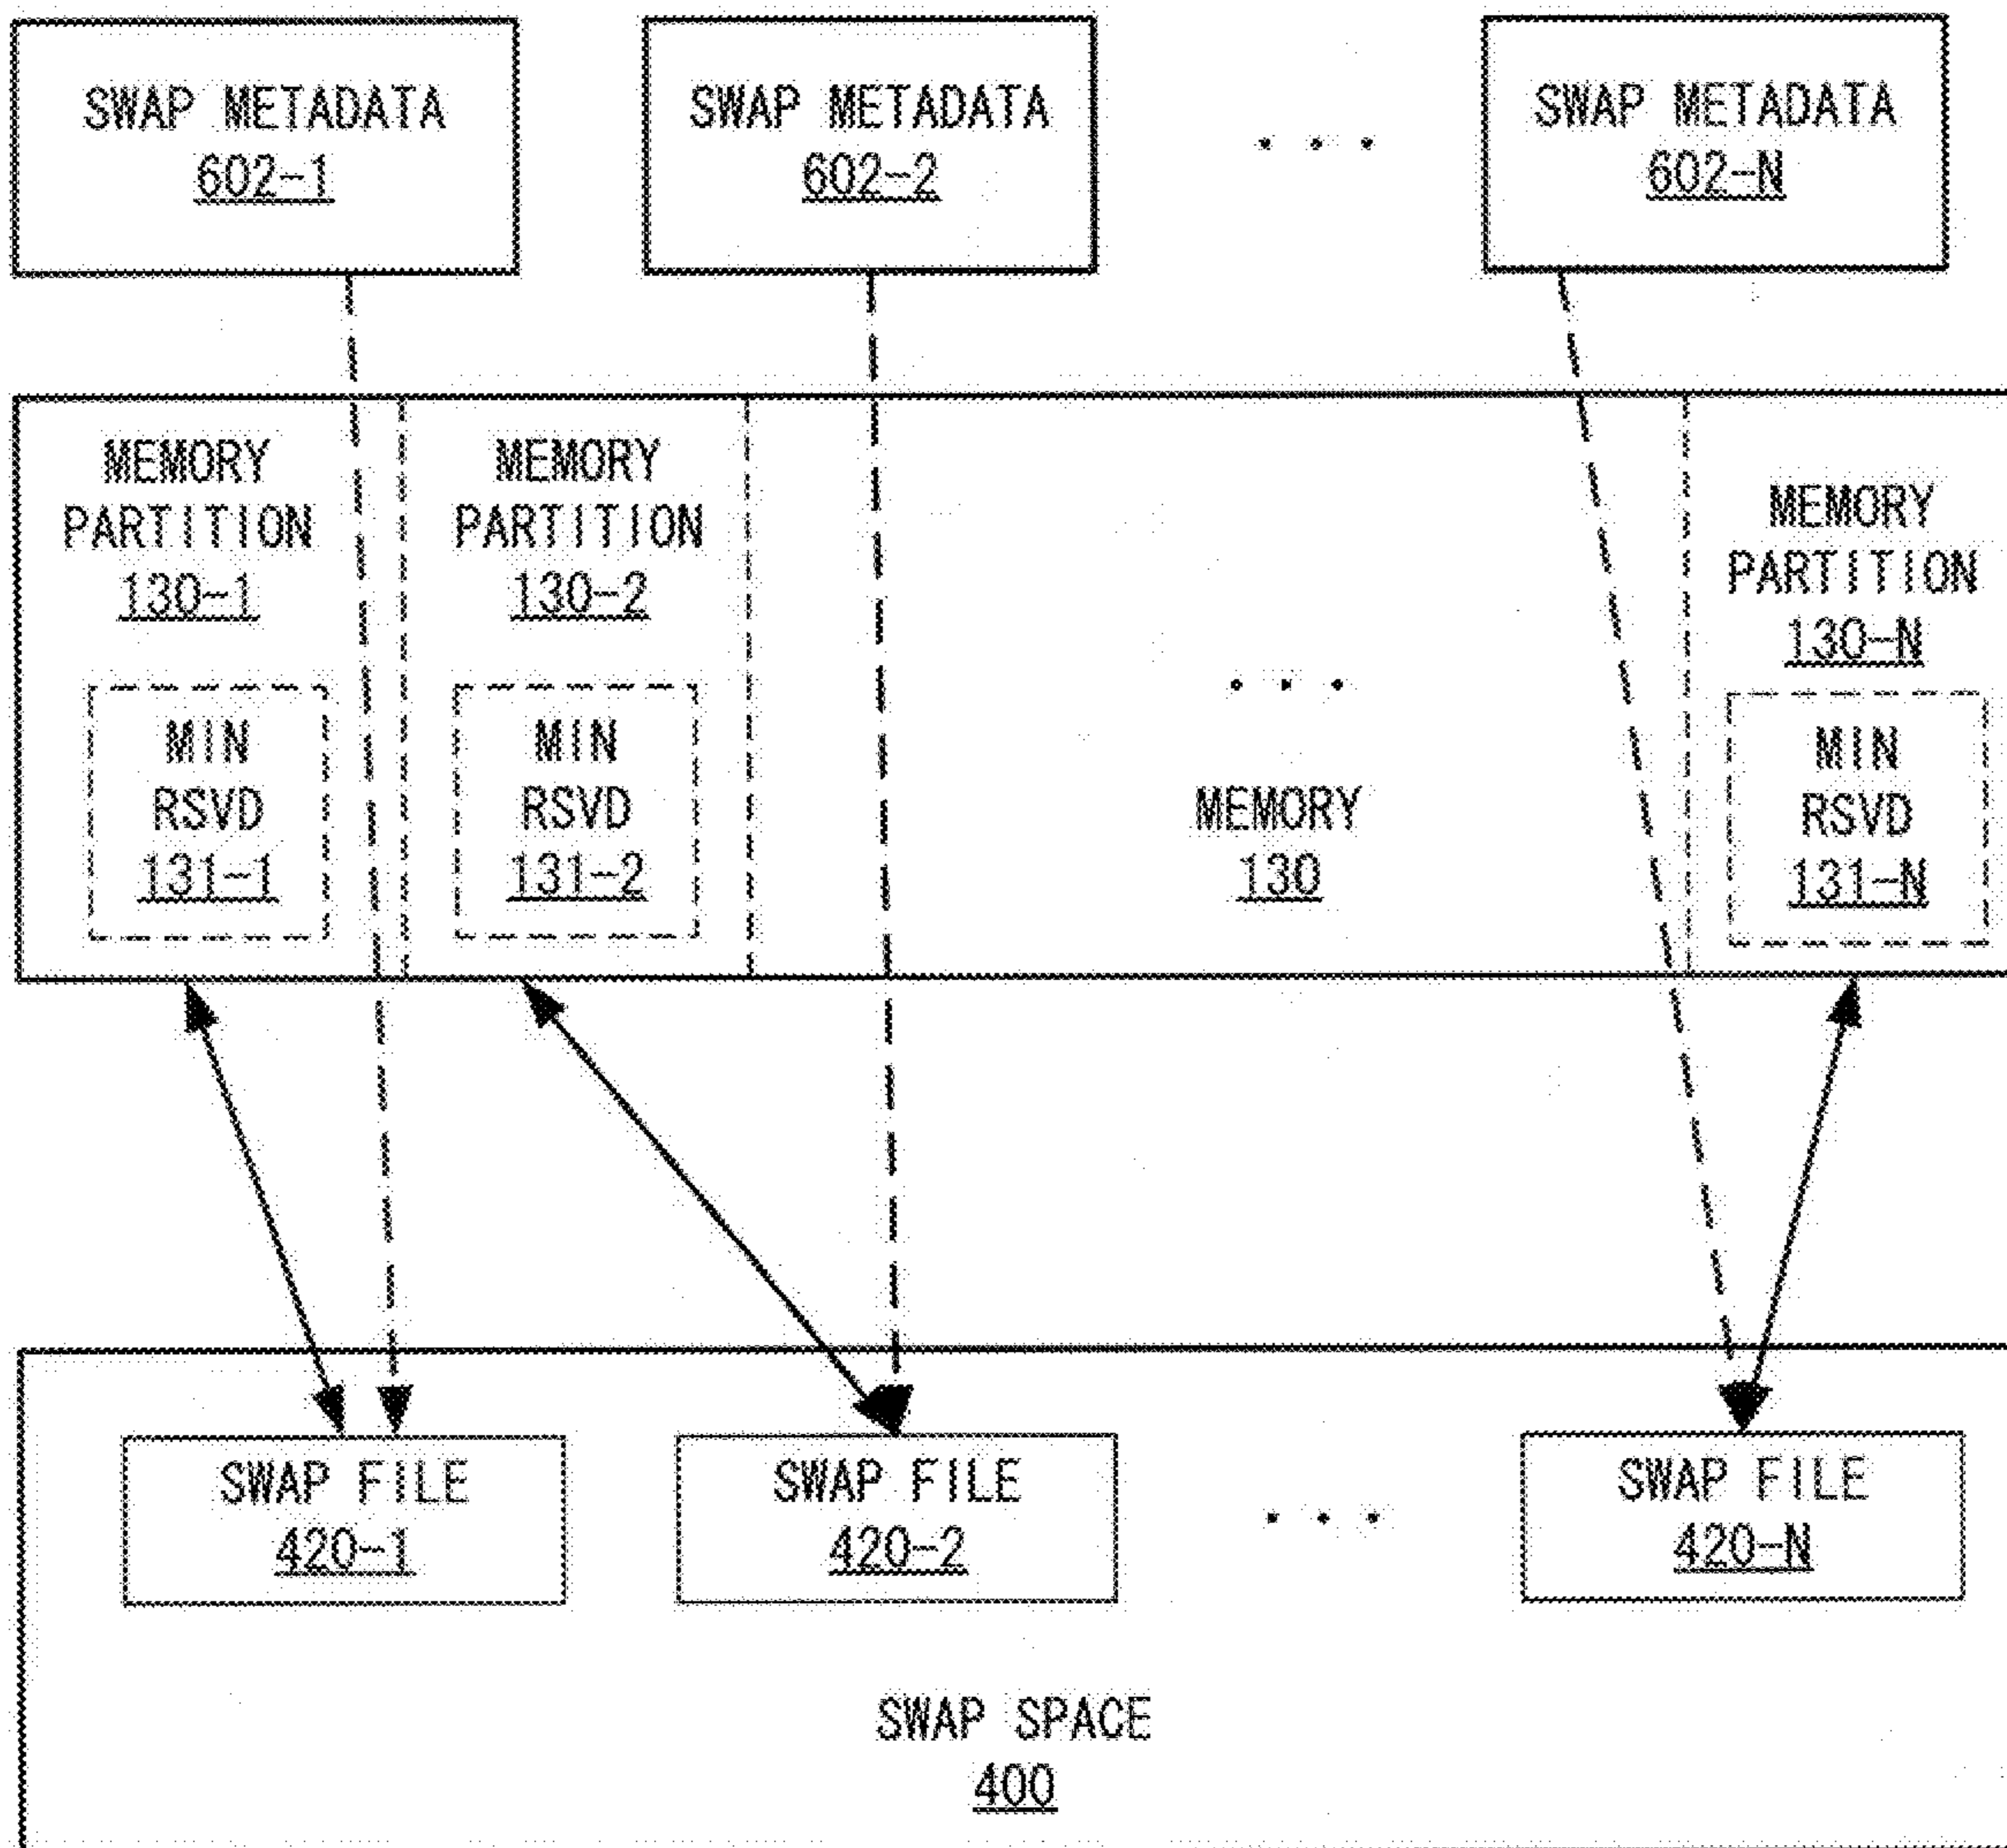 SWAP METADATA
602-1
SWAP METADATA
602-2
. . .
SWAP METADATA
602-N
MEMORY
PARTITION
130-1
MIN
RSVD
131-1
MEMORY
PARTITION
130-2
MIN
RSVD
131-2
. . .
MEMORY
130
MEMORY
PARTITION
130-N
MIN
RSVD
131-N
SWAP FILE
420-1
SWAP FILE
420-2
. . .
SWAP FILE
420-N
SWAP SPACE
400